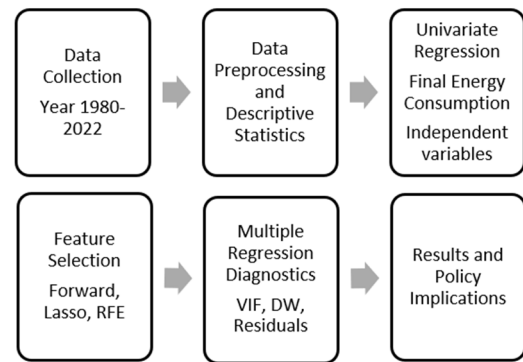 Data
Collection
Year 1980-
2022
Data
Preprocessing
and
Descriptive
Statistics
Univariate
Regression
Final Energy
Consumption
Independent
variables
Feature
Selection
Forward,
Lasso, RFE
Multiple
Regression
Diagnostics
VIF, DW,
Residuals
Results and
Policy
Implications